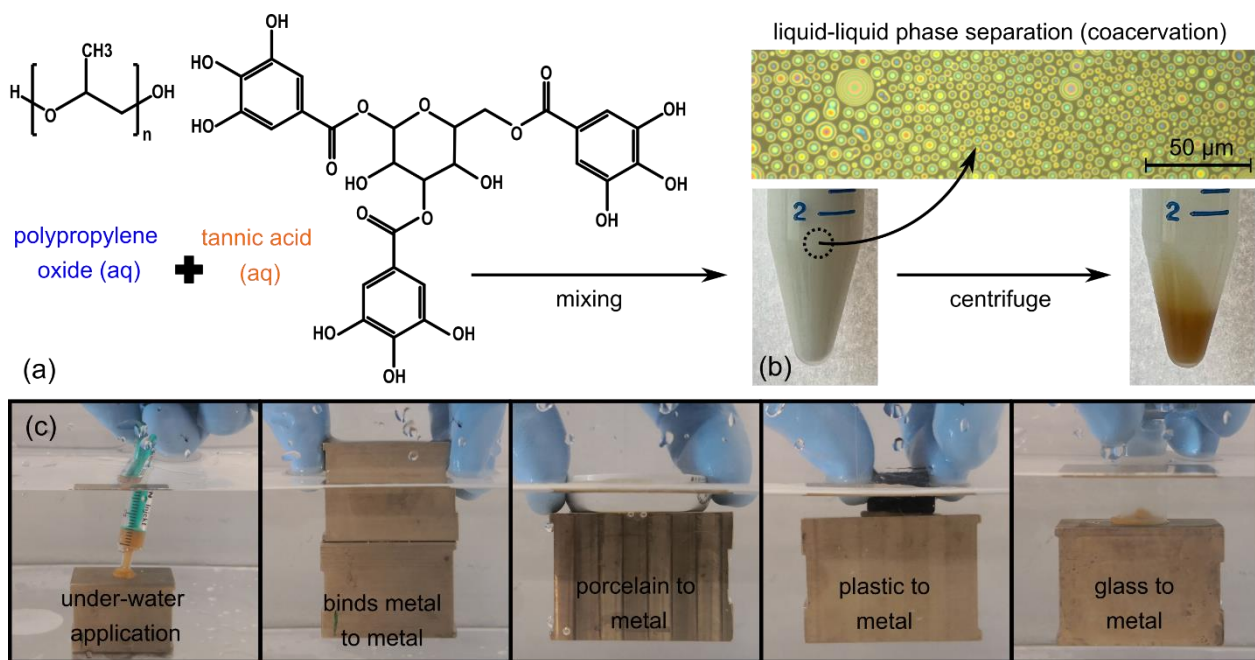 CH3
H
O
OH
n
OH
HO
HO
HO
O
O
O
O
O
OH
OH
OH
HO
OH
O
O
HO
OH
OH
polypropylene
oxide (aq)
+
tannic acid
(aq)
mixing
(a)
liquid-liquid phase separation (coacervation)
50 µm
2
centrifuge
2
(b)
(c)
under-water
application
binds metal
to metal
porcelain to
metal
plastic to
metal
glass to
metal